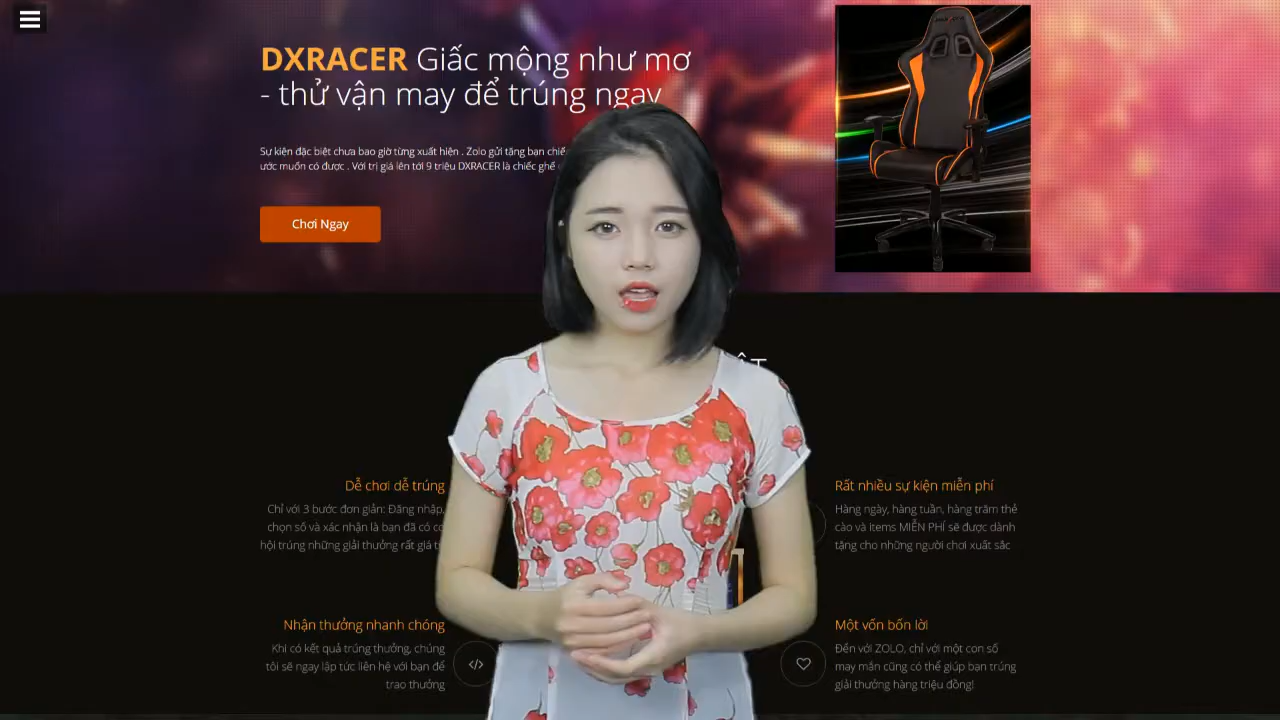 DXRACER Giấc mộng như mơ
- thử vận may để trúng ngay
Sự kiện đặc biệt chưa bao giờ từng xuất hiện . Zolo gửi tặng bạn
ước muốn có được . Với trị giá lên tới 9 triệu DXRACER là chiếc ghế
Chơi Ngay
Dễ chơi dễ trúng
Chỉ với 3 bước đơn giản: Đăng nhập,
chọn số và xác nhận là bạn đã có cơ
hội trúng những giải thưởng rất giá
Rất nhiều sự kiện miễn phí
Hàng ngày, hàng tuần, hàng trăm thẻ
cào và items MIỄN PHÍ sẽ được dành
tặng cho những người chơi xuất sắc
Nhận thưởng nhanh chóng
Khi có kết quả trúng thưởng, chúng
tôi sẽ ngay lập tức liên hệ với bạn để
trao thưởng
Một vốn bốn lời
Đến với ZOLO, chỉ với một con số
may mắn cũng có thể giúp bạn trúng
giải thưởng hàng triệu đồng!